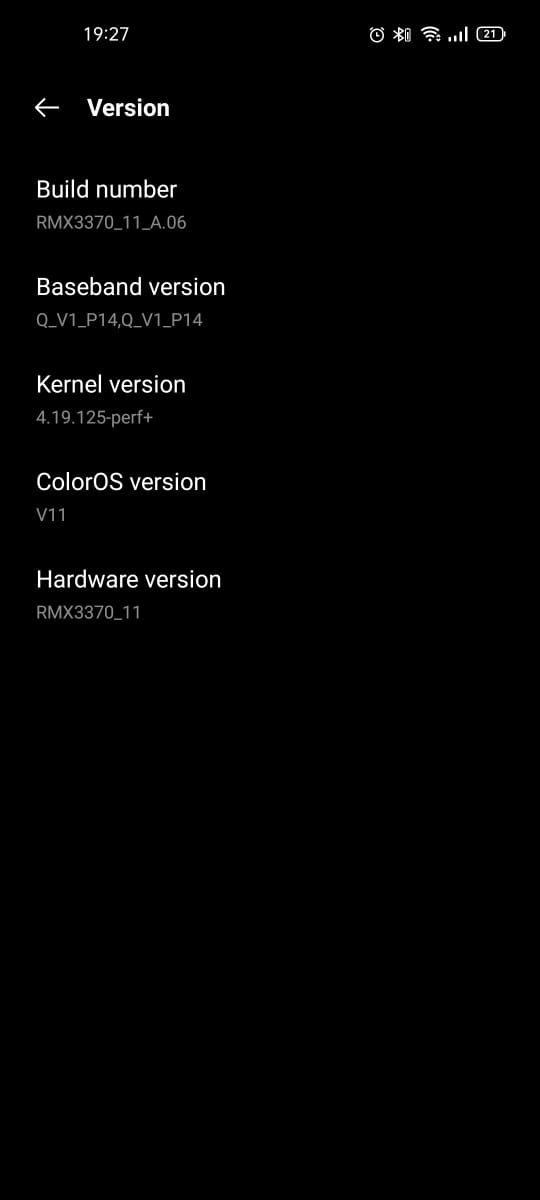 19:27
21
Version
Build number
RMX3370_11_A.06
Baseband version
Q_V1_P14,Q_V1_P14
Kernel version
4.19.125-perf+
ColorOS version
V11
Hardware version
RMX3370_11